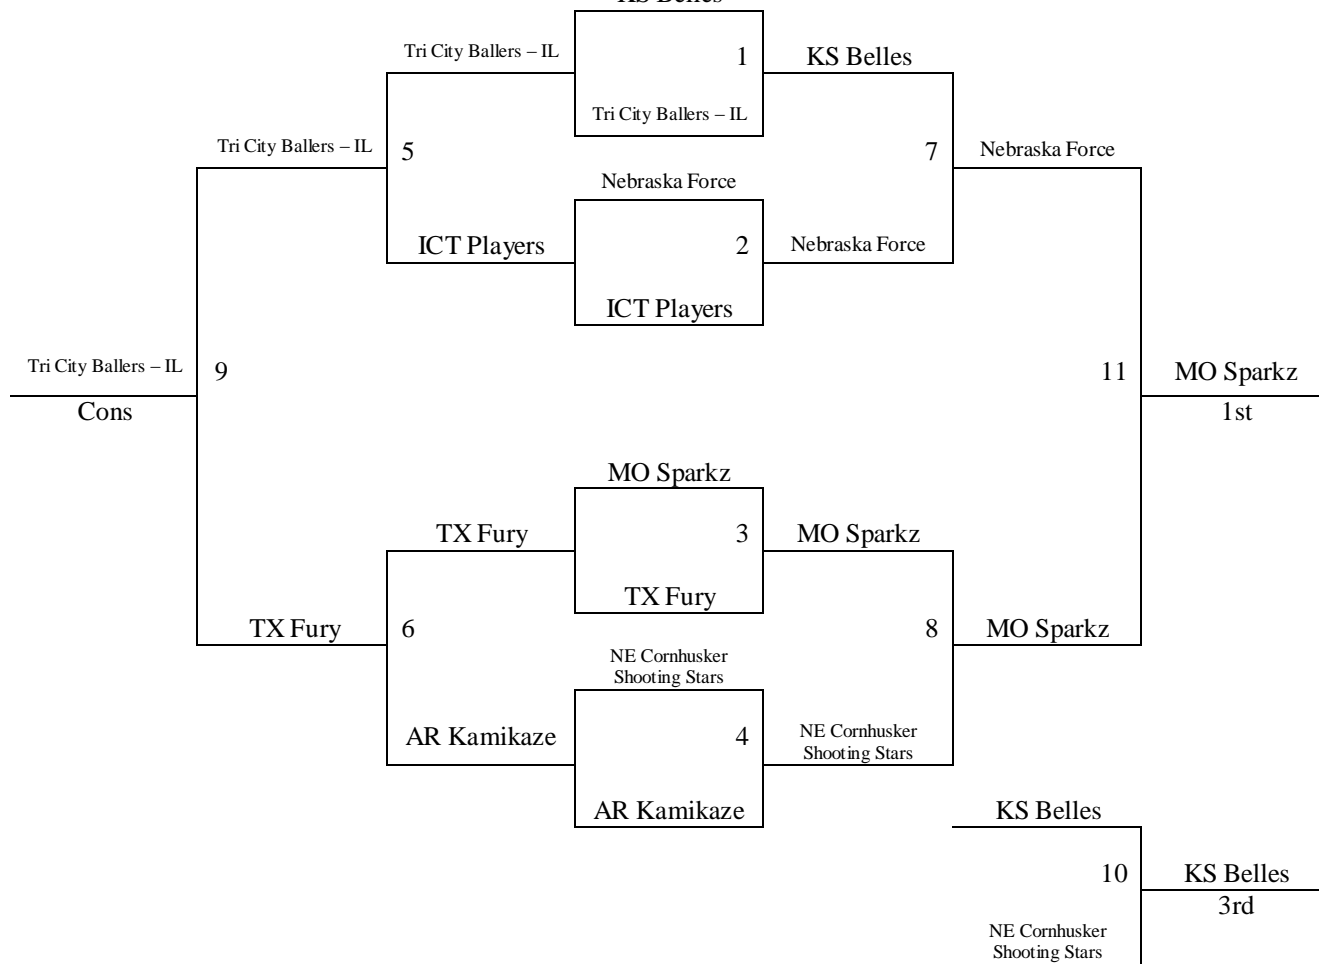 KS Belles
Tri City Ballers – IL
1
KS Belles
Tri City Ballers – IL
Tri City Ballers – IL
5
7
Nebraska Force
Nebraska Force
ICT Players
2
Nebraska Force
ICT Players
Tri City Ballers – IL
9
11
MO Sparkz
Cons
1st
MO Sparkz
TX Fury
3
MO Sparkz
TX Fury
TX Fury
6
8
MO Sparkz
NE Cornhusker
Shooting Stars
AR Kamikaze
4
NE Cornhusker
Shooting Stars
AR Kamikaze
KS Belles
10
KS Belles
3rd
NE Cornhusker
Shooting Stars